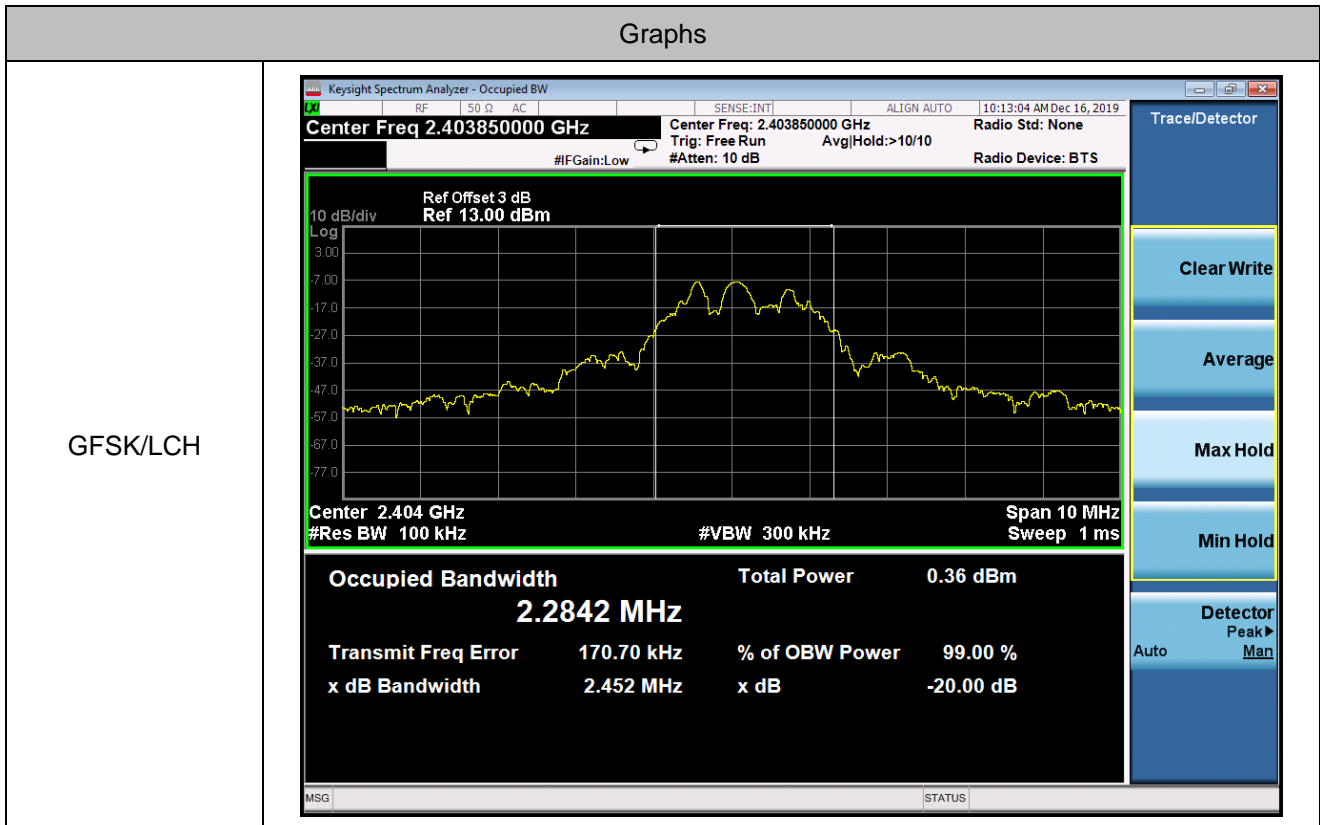 Graphs
GFSK/LCH
Keysight Spectrum Analyzer - Occupied BW
LXI RF 50 Ω AC SENSE:INT ALIGN AUTO 10:13:04 AM Dec 16, 2019
Center Freq 2.403850000 GHz
Center Freq: 2.403850000 GHz
Radio Std: None
Trig: Free Run Avg|Hold:>10/10
#IFGain:Low #Atten: 10 dB Radio Device: BTS
Ref Offset 3 dB
10 dB/div Ref 13.00 dBm
Log
3.00
-7.00
-17.0
-27.0
-37.0
-47.0
-57.0
-67.0
-77.0
Center 2.404 GHz Span 10 MHz
#Res BW 100 kHz #VBW 300 kHz Sweep 1 ms
Occupied Bandwidth Total Power 0.36 dBm
2.2842 MHz
Transmit Freq Error 170.70 kHz % of OBW Power 99.00 %
x dB Bandwidth 2.452 MHz x dB -20.00 dB
MSG STATUS
Trace/Detector
Clear Write
Average
Max Hold
Min Hold
Detector
Peak▶
Auto Man